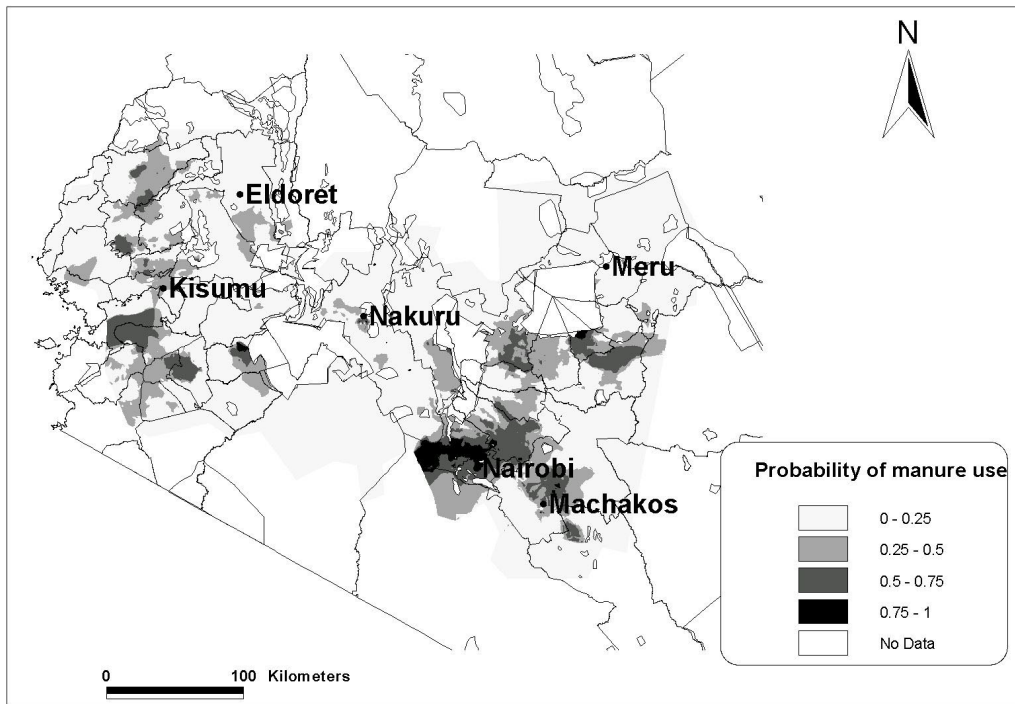 N
Eldoret
Meru
Kisumu
Nakuru
Nairobi
Machakos
Probability of manure use
0 - 0.25
0.25 - 0.5
0.5 - 0.75
0.75 - 1
No Data
0 100 Kilometers